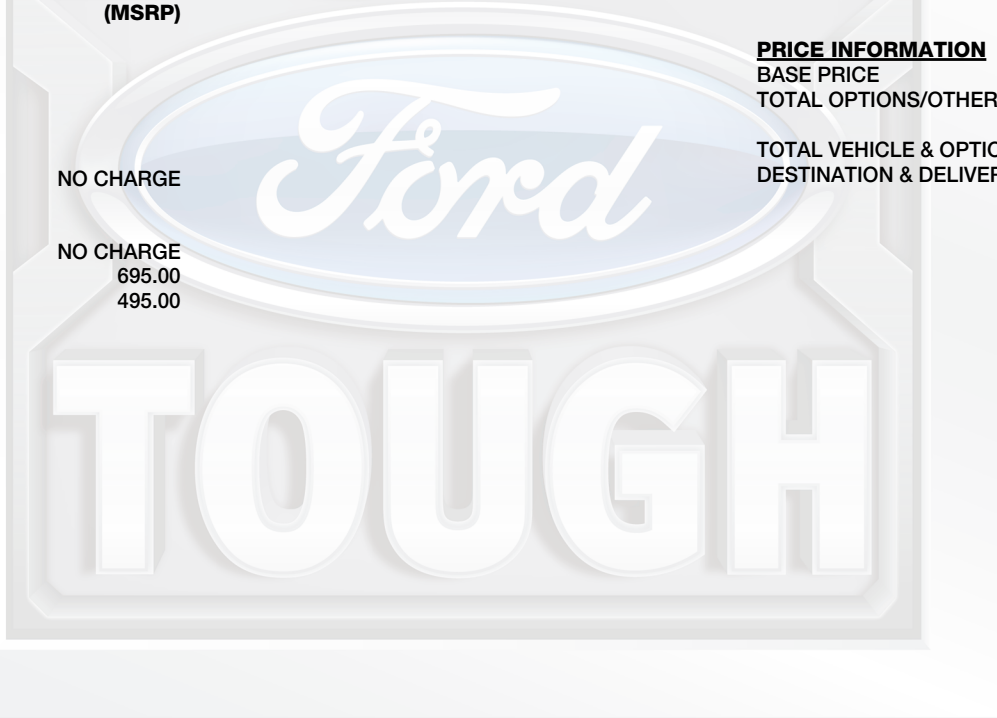 (MSRP)
NO CHARGE
NO CHARGE
695.00
495.00
PRICE INFORMATION
BASE PRICE
TOTAL OPTIONS/OTHER
TOTAL VEHICLE & OPTIO
DESTINATION & DELIVER
Ford
TOUGH